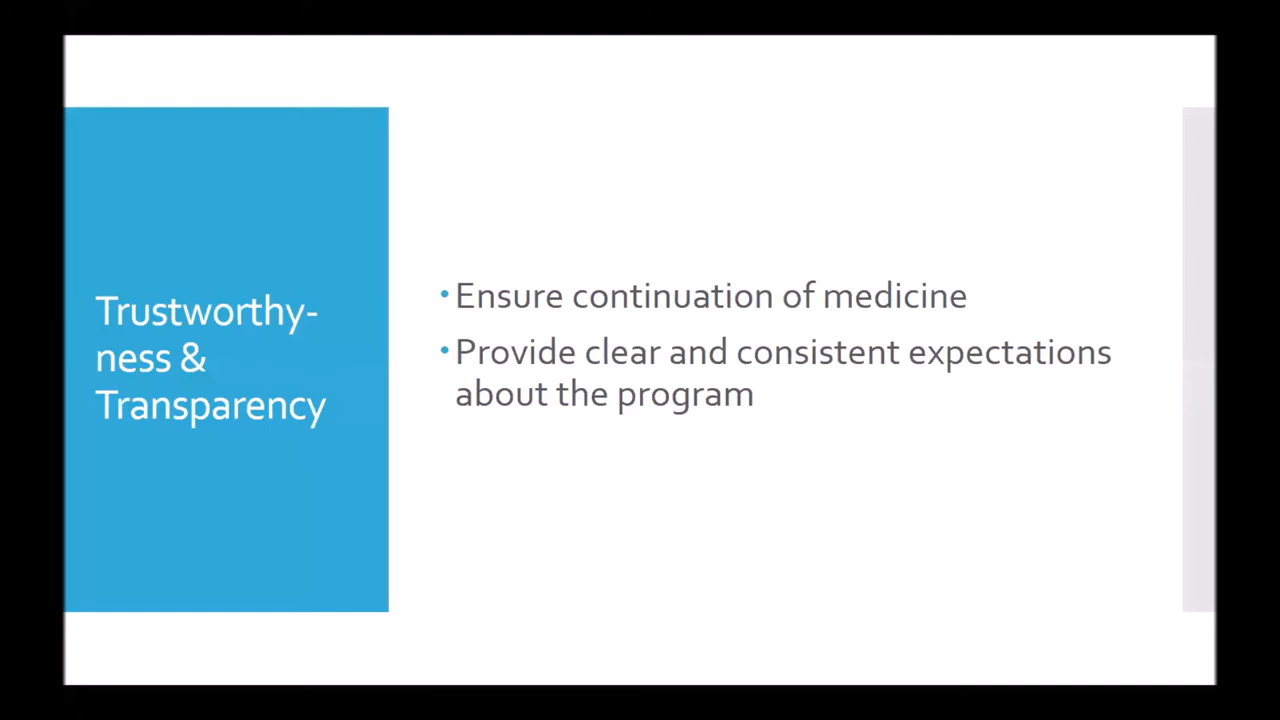 Trustworthy-
ness &
Transparency
• Ensure continuation of medicine
• Provide clear and consistent expectations
about the program